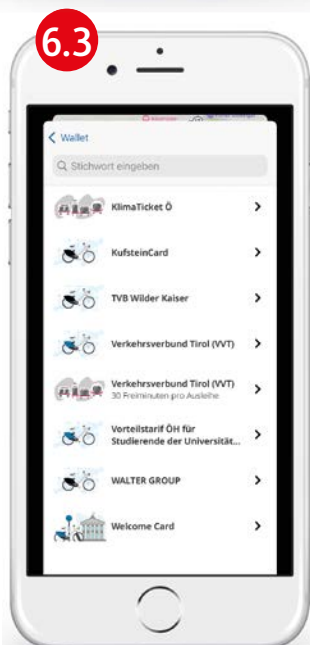 6.3
Wallet
Stichwort eingeben
KlimaTicket Ö
KufsteinCard
TVB Wilder Kaiser
Verkehrsverbund Tirol (VVT)
Verkehrsverbund Tirol (VVT)
30 Freiminuten pro Ausleihe
Vorteilstarif ÖH für
Studierende der Universität...
WALTER GROUP
Welcome Card